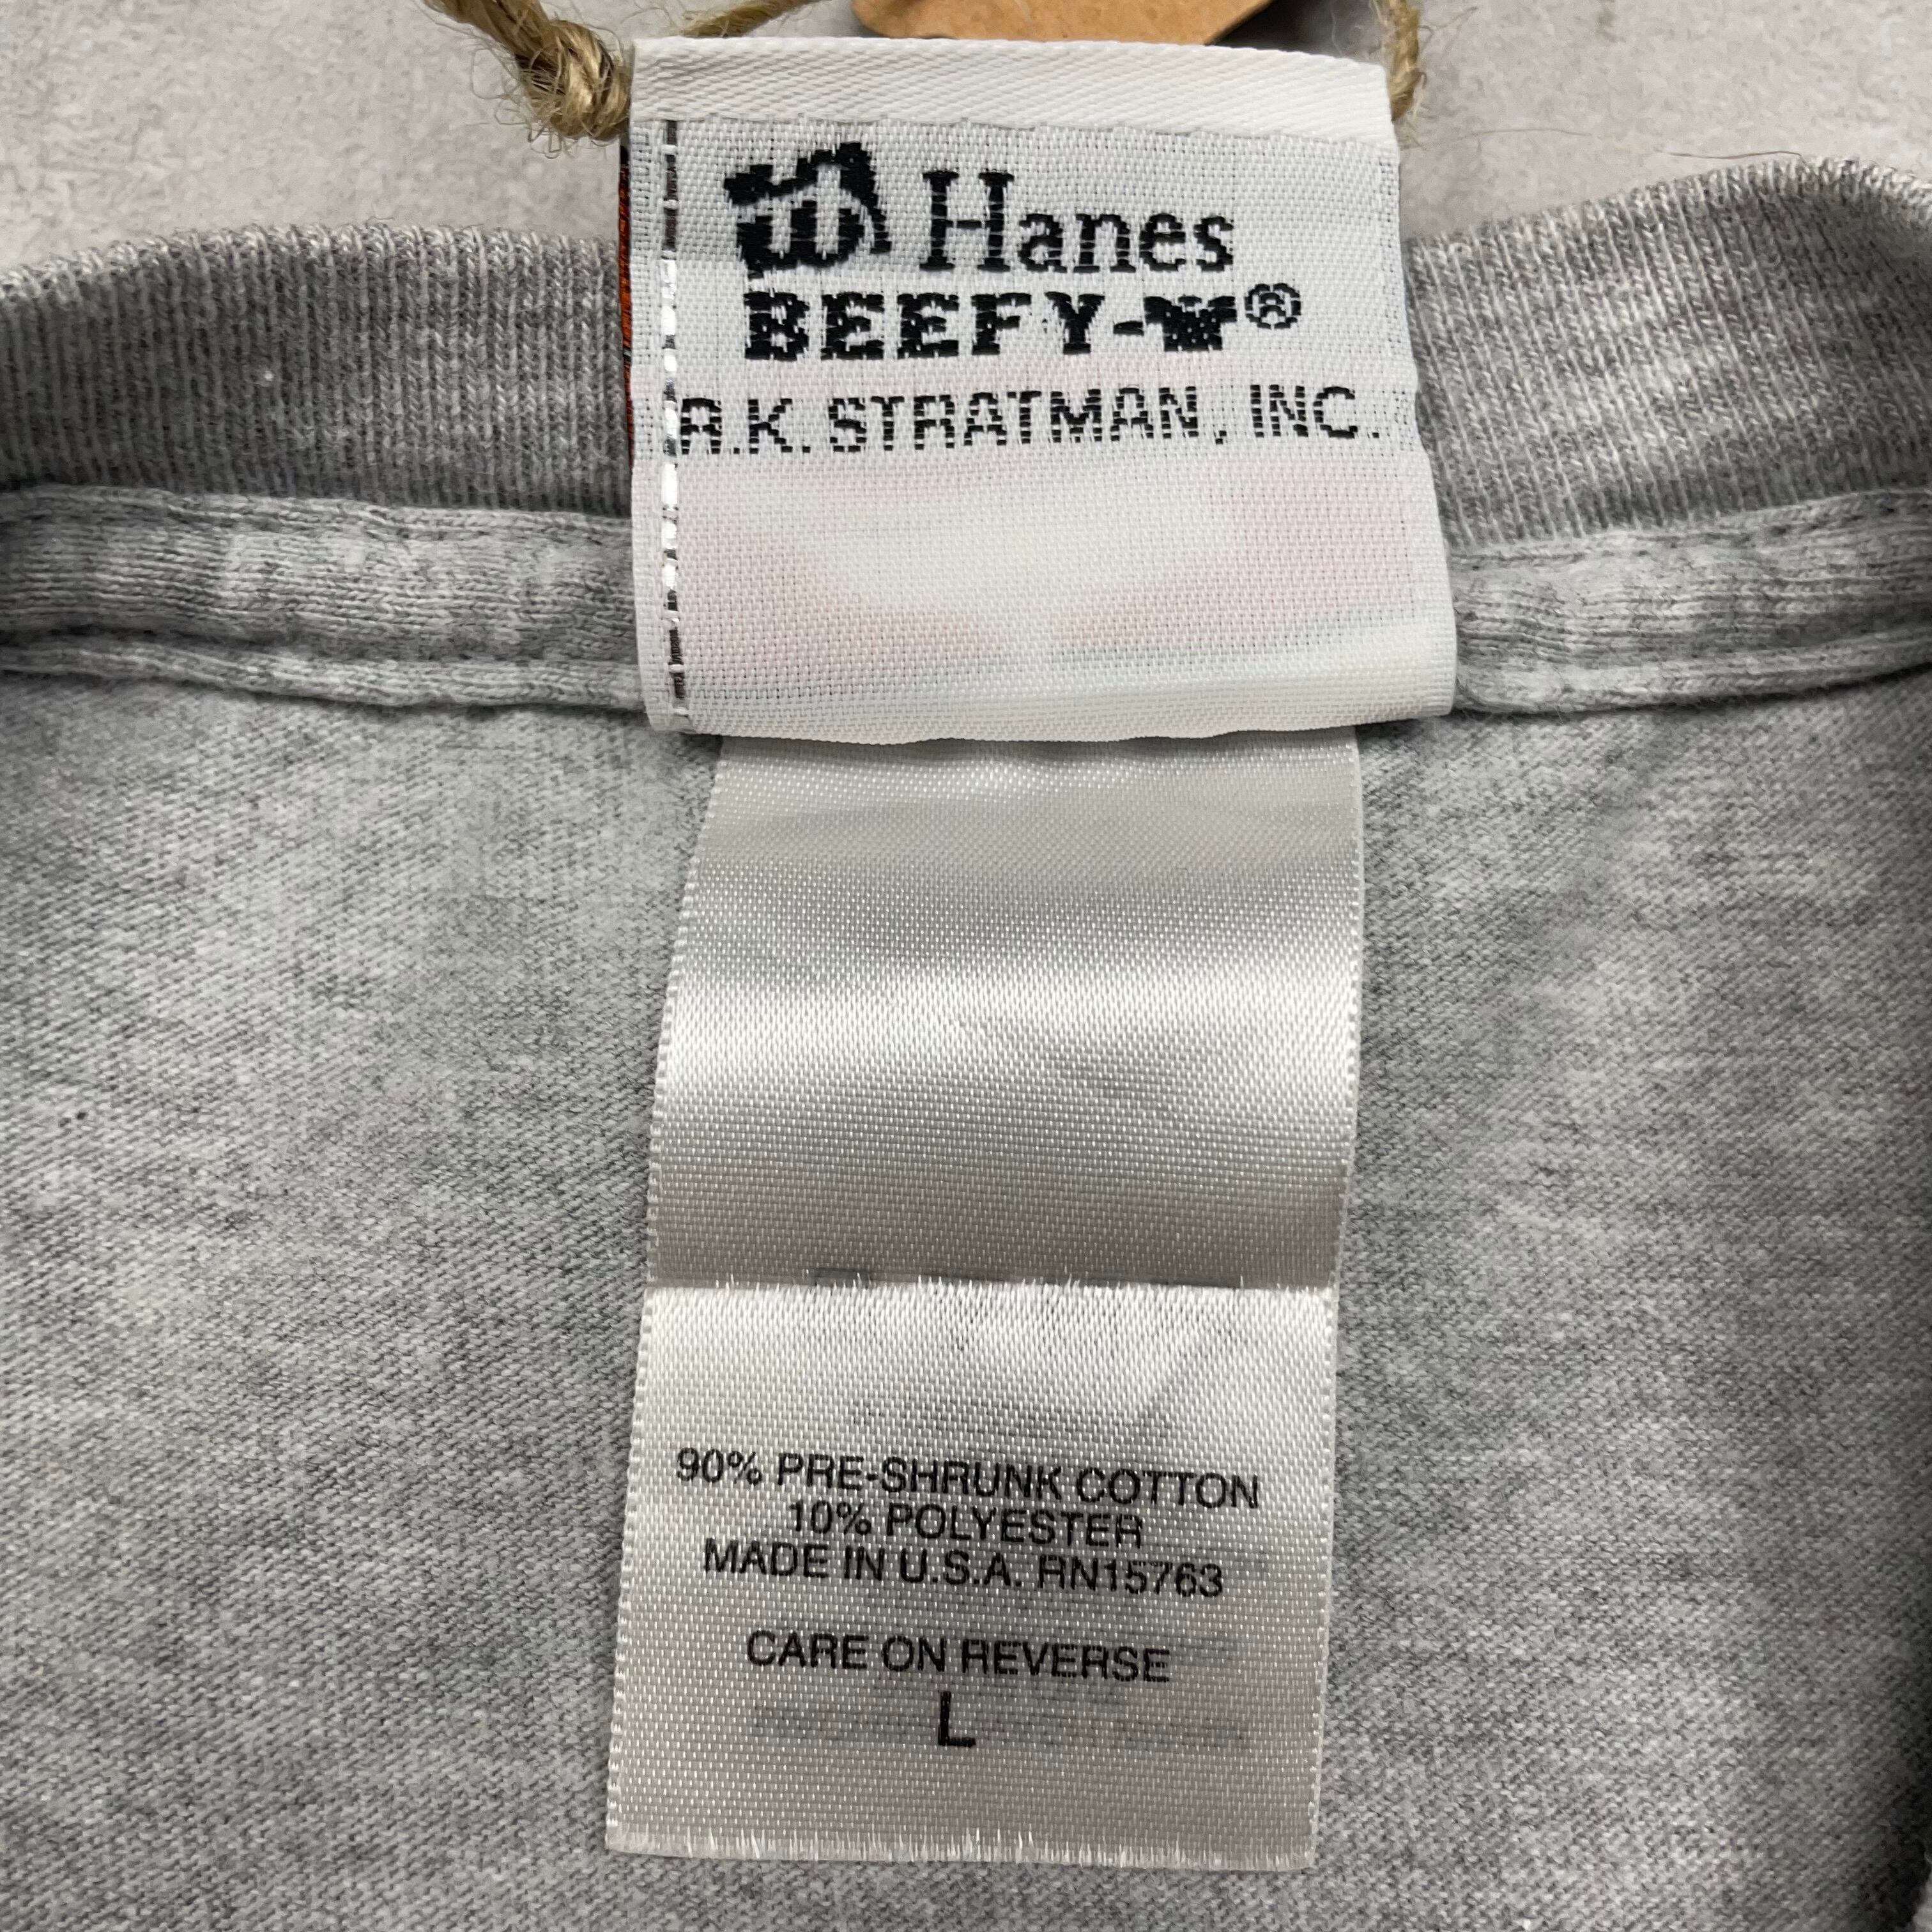 Hanes
BEEFY-T®
R.K. STRATMAN, INC.
90% PRE-SHRUNK COTTON
10% POLYESTER
MADE IN U.S.A. RN15763
CARE ON REVERSE
L